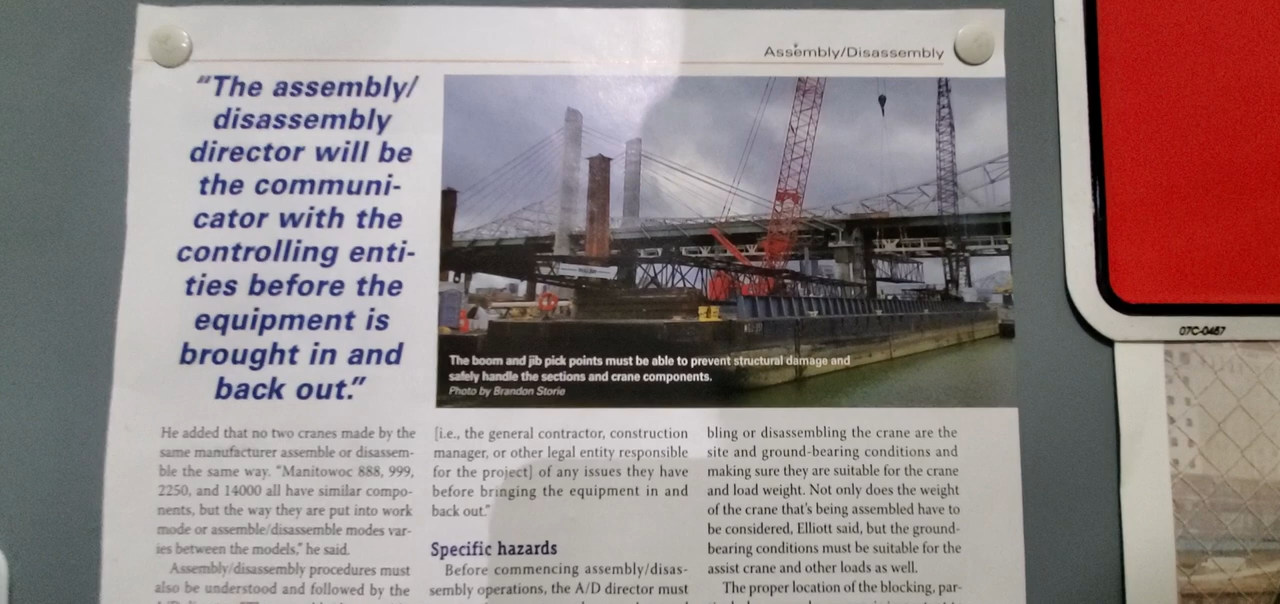 Assembly/Disassembly
“The assembly/
disassembly
director will be
the communi-
cator with the
controlling enti-
ties before the
equipment is
brought in and
back out.”
The boom and jib pick points must be able to prevent structural damage and
safely handle the sections and crane components.
Photo by Brandon Storie
He added that no two cranes made by the
same manufacturer assemble or disassem-
ble the same way. “Manitowoc 888, 999,
2250, and 14000 all have similar compo-
nents, but the way they are put into work
mode or assemble/disassemble modes var-
ies between the models,” he said.
Assembly/disassembly procedures must
also be understood and followed by the
[i.e., the general contractor, construction
manager, or other legal entity responsible
for the project] of any issues they have
before bringing the equipment in and
back out.”
Specific hazards
Before commencing assembly/disas-
sembly operations, the A/D director must
bling or disassembling the crane are the
site and ground-bearing conditions and
making sure they are suitable for the crane
and load weight. Not only does the weight
of the crane that’s being assembled have to
be considered, Elliott said, but the ground-
bearing conditions must be suitable for the
assist crane and other loads as well.
The proper location of the blocking, par-
07C-0467